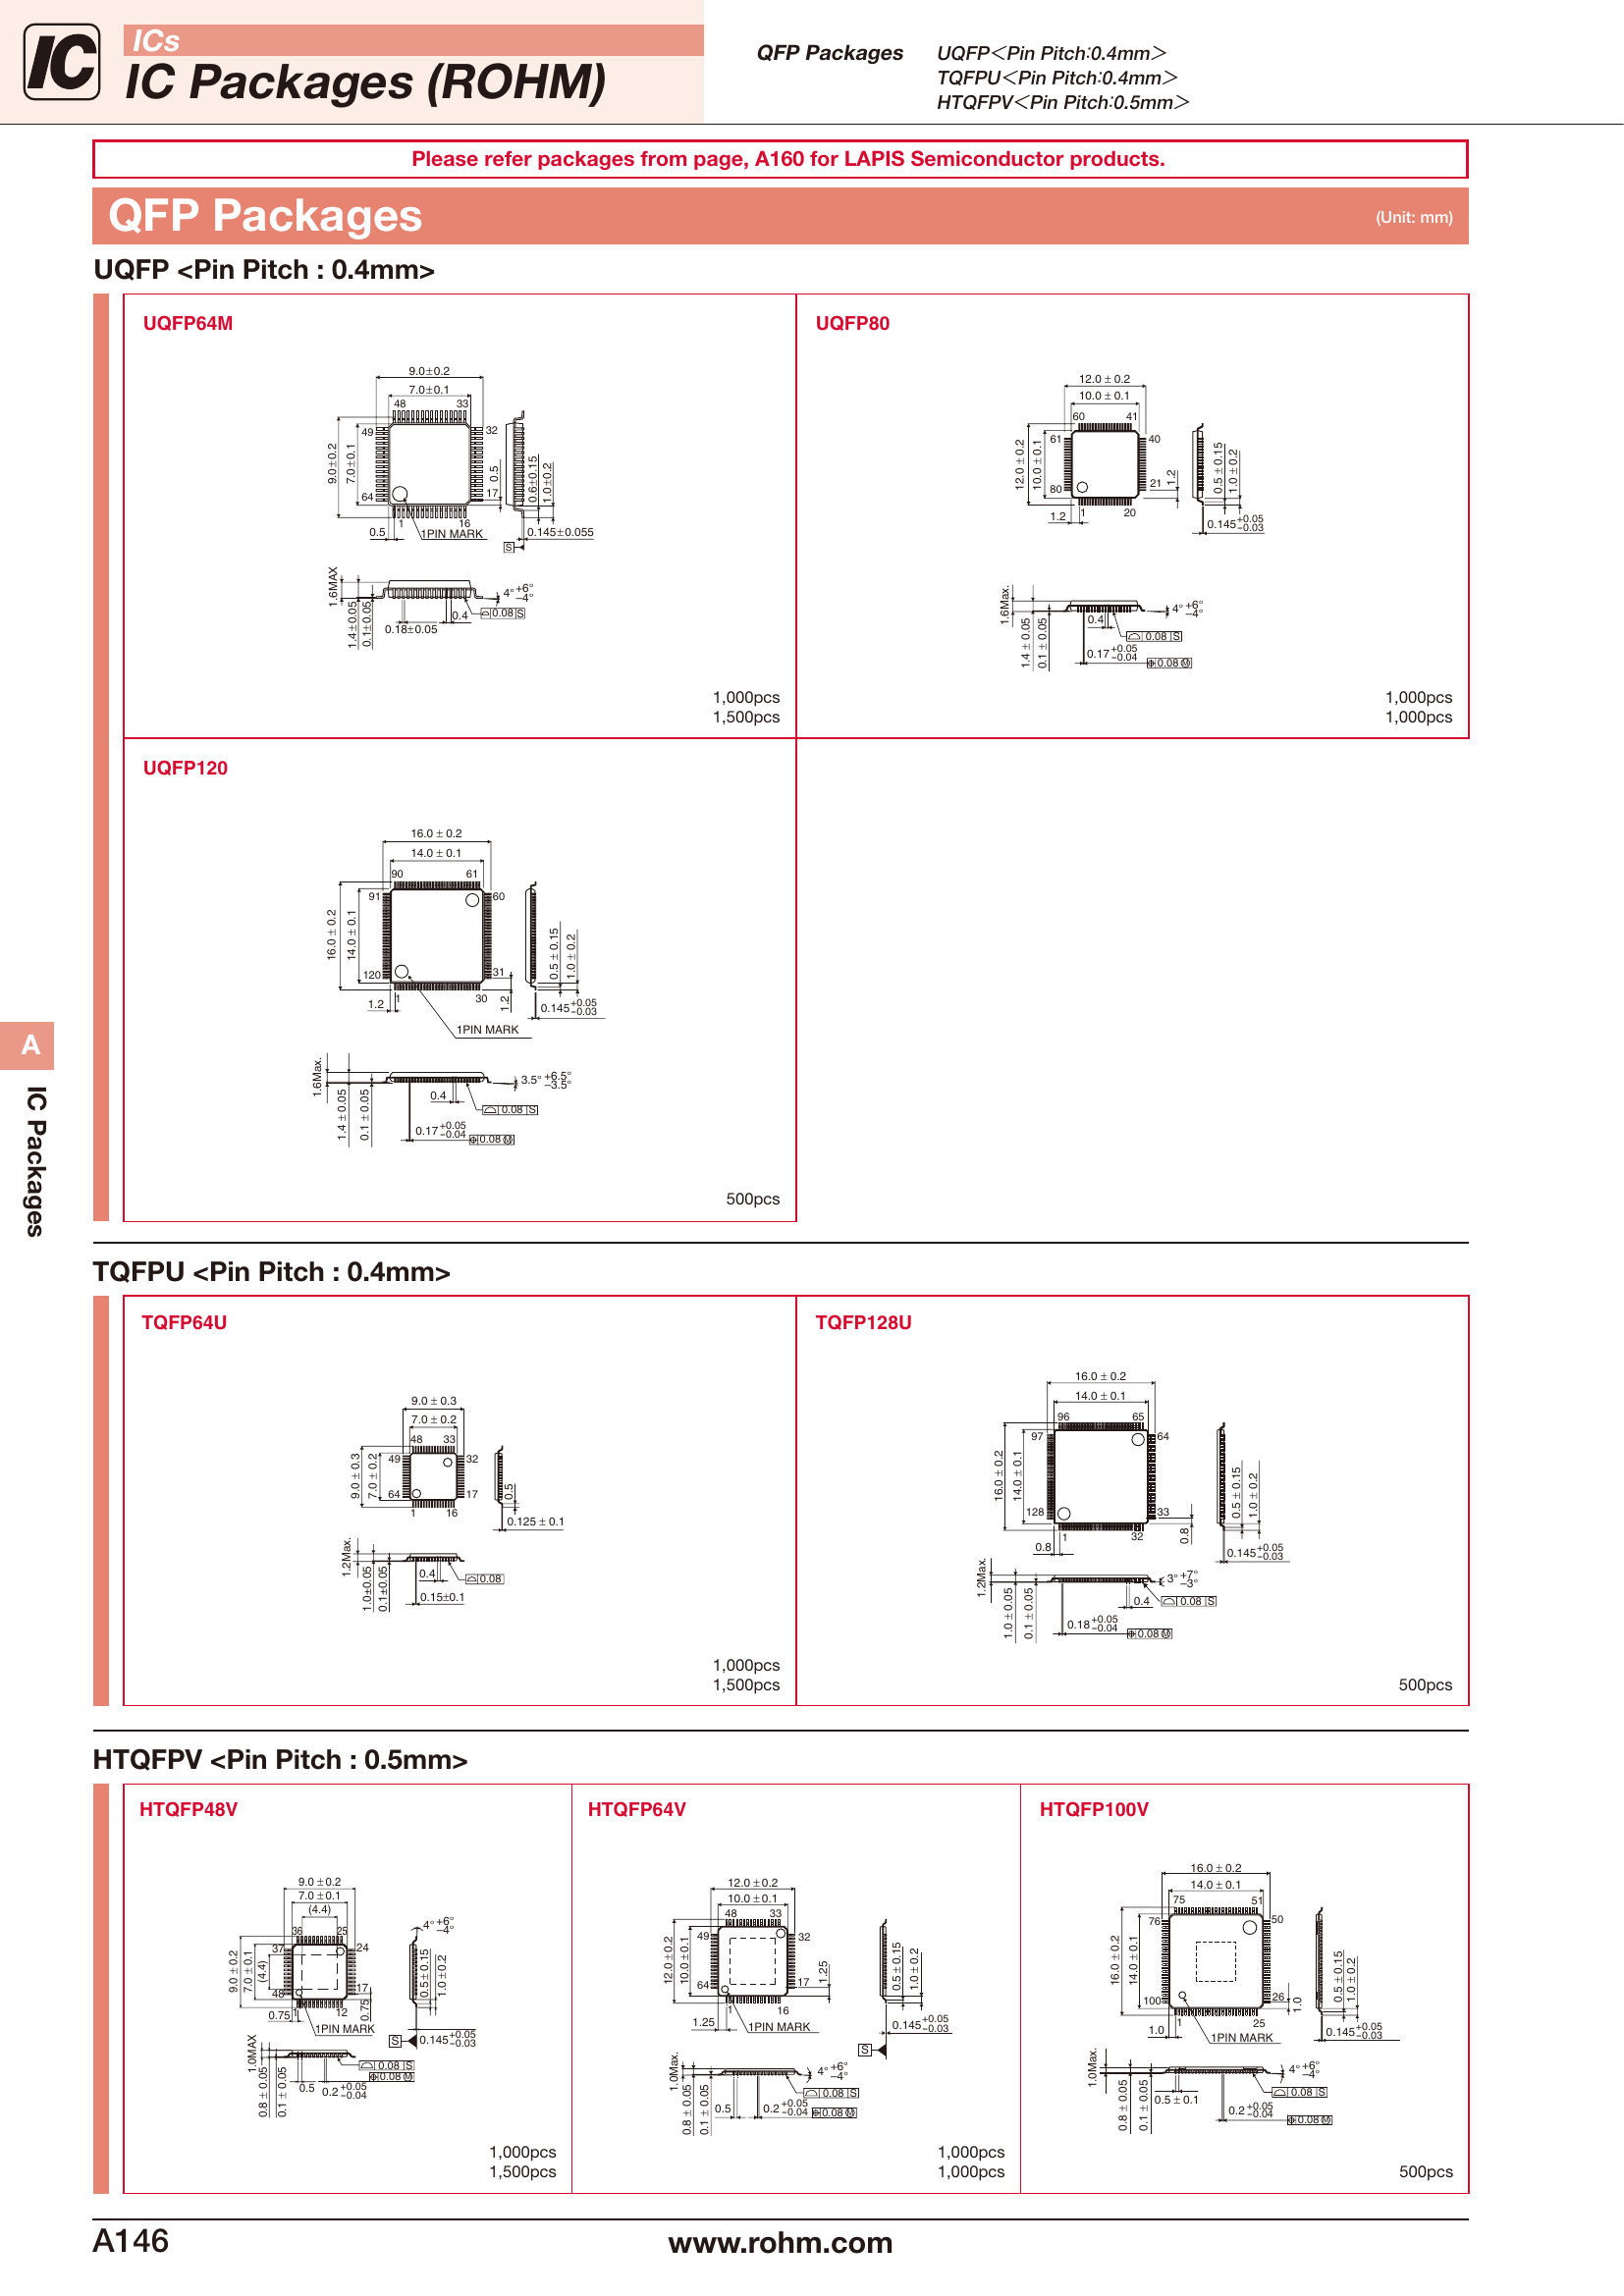 IC
ICs
IC Packages (ROHM)
QFP Packages
UQFP<Pin Pitch:0.4mm>
TQFPU<Pin Pitch:0.4mm>
HTQFPV<Pin Pitch:0.5mm>
Please refer packages from page, A160 for LAPIS Semiconductor products.
QFP Packages
(Unit: mm)
UQFP <Pin Pitch : 0.4mm>
UQFP64M
9.0±0.2
7.0±0.1
48 33
49 32
9.0±0.2
7.0±0.1
64 17
0.5
1 16
0.5
1PIN MARK
0.6±0.15
1.0±0.2
0.145±0.055
S
1.6MAX
1.4±0.05
0.1±0.05
4° +6° −4°
0.4
0.08 S
0.18±0.05
1,000pcs
1,500pcs
UQFP80
12.0 ± 0.2
10.0 ± 0.1
60 41
61 40
12.0 ± 0.2
10.0 ± 0.1
80 21
1.2
1.2
1 20
0.5 ± 0.15
1.0 ± 0.2
0.145 +0.05 −0.03
1.6Max.
1.4 ± 0.05
0.1 ± 0.05
4° +6° −4°
0.4
0.08 S
0.17 +0.05 −0.04
0.08 M
1,000pcs
1,000pcs
UQFP120
16.0 ± 0.2
14.0 ± 0.1
90 61
91 60
16.0 ± 0.2
14.0 ± 0.1
120 31
1.2
1 30
1.2
1PIN MARK
0.5 ± 0.15
1.0 ± 0.2
0.145 +0.05 −0.03
1.6Max.
1.4 ± 0.05
0.1 ± 0.05
3.5° +6.5° −3.5°
0.4
0.08 S
0.17 +0.05 −0.04
0.08 M
500pcs
A
IC Packages
TQFPU <Pin Pitch : 0.4mm>
TQFP64U
9.0 ± 0.3
7.0 ± 0.2
48 33
49 32
9.0 ± 0.3
7.0 ± 0.2
64 17
1 16
0.5
0.125 ± 0.1
1.2Max.
1.0±0.05
0.1±0.05
0.4
0.08
0.15±0.1
1,000pcs
1,500pcs
TQFP128U
16.0 ± 0.2
14.0 ± 0.1
96 65
97 64
16.0 ± 0.2
14.0 ± 0.1
128 33
1 32
0.8
0.8
0.5 ± 0.15
1.0 ± 0.2
0.145 +0.05 −0.03
1.2Max.
1.0 ± 0.05
0.1 ± 0.05
3° +7° −3°
0.4
0.08 S
0.18 +0.05 −0.04
0.08 M
500pcs
HTQFPV <Pin Pitch : 0.5mm>
HTQFP48V
9.0 ± 0.2
7.0 ± 0.1
(4.4)
36 25
37 24
9.0 ± 0.2
7.0 ± 0.1
(4.4)
48 17
0.75
1 12
0.75
1PIN MARK
4° +6° −4°
0.5 ± 0.15
1.0 ± 0.2
S
0.145 +0.05 −0.03
1.0MAX
0.8 ± 0.05
0.1 ± 0.05
0.08 S
0.08 M
0.5
0.2 +0.05 −0.04
1,000pcs
1,500pcs
HTQFP64V
12.0 ± 0.2
10.0 ± 0.1
48 33
49 32
12.0 ± 0.2
10.0 ± 0.1
64 17
1.25
1 16
1.25
1PIN MARK
0.5 ± 0.15
1.0 ± 0.2
0.145 +0.05 −0.03
S
1.0Max.
0.8 ± 0.05
0.1 ± 0.05
4° +6° −4°
0.08 S
0.5
0.2 +0.05 −0.04
0.08 M
1,000pcs
1,000pcs
HTQFP100V
16.0 ± 0.2
14.0 ± 0.1
75 51
76 50
16.0 ± 0.2
14.0 ± 0.1
100 26
1.0
1 25
1.0
1PIN MARK
0.5 ± 0.15
1.0 ± 0.2
0.145 +0.05 −0.03
1.0Max.
0.8 ± 0.05
0.1 ± 0.05
4° +6° −4°
0.08 S
0.5 ± 0.1
0.2 +0.05 −0.04
0.08 M
500pcs
A146
www.rohm.com